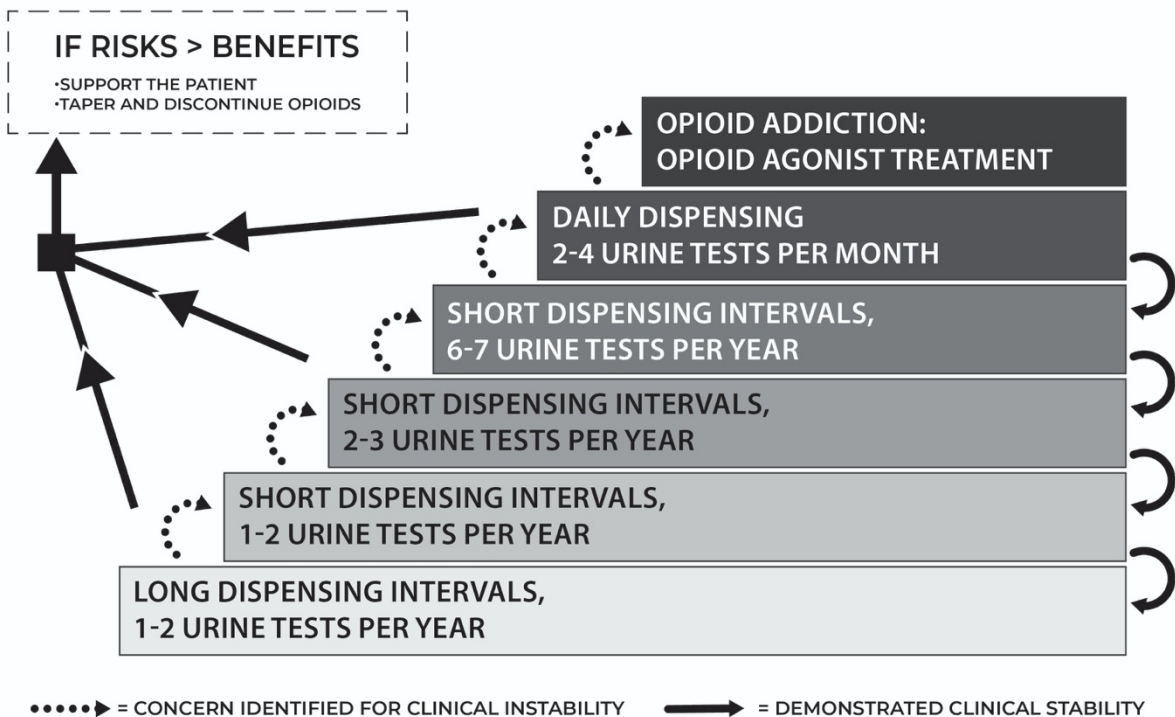 IF RISKS > BENEFITS
•SUPPORT THE PATIENT
•TAPER AND DISCONTINUE OPIOIDS
OPIOID ADDICTION:
OPIOID AGONIST TREATMENT
DAILY DISPENSING
2-4 URINE TESTS PER MONTH
SHORT DISPENSING INTERVALS,
6-7 URINE TESTS PER YEAR
SHORT DISPENSING INTERVALS,
2-3 URINE TESTS PER YEAR
SHORT DISPENSING INTERVALS,
1-2 URINE TESTS PER YEAR
LONG DISPENSING INTERVALS,
1-2 URINE TESTS PER YEAR
= CONCERN IDENTIFIED FOR CLINICAL INSTABILITY
= DEMONSTRATED CLINICAL STABILITY